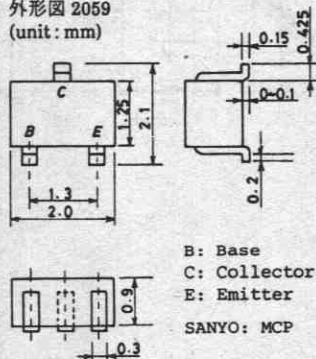 外形図 2059
(unit : mm)
0.15
0.425
C
1.25
2.1
0~0.1
B
E
1.3
0.2
2.0
B: Base
C: Collector
E: Emitter
0.9
SANYO: MCP
0.3